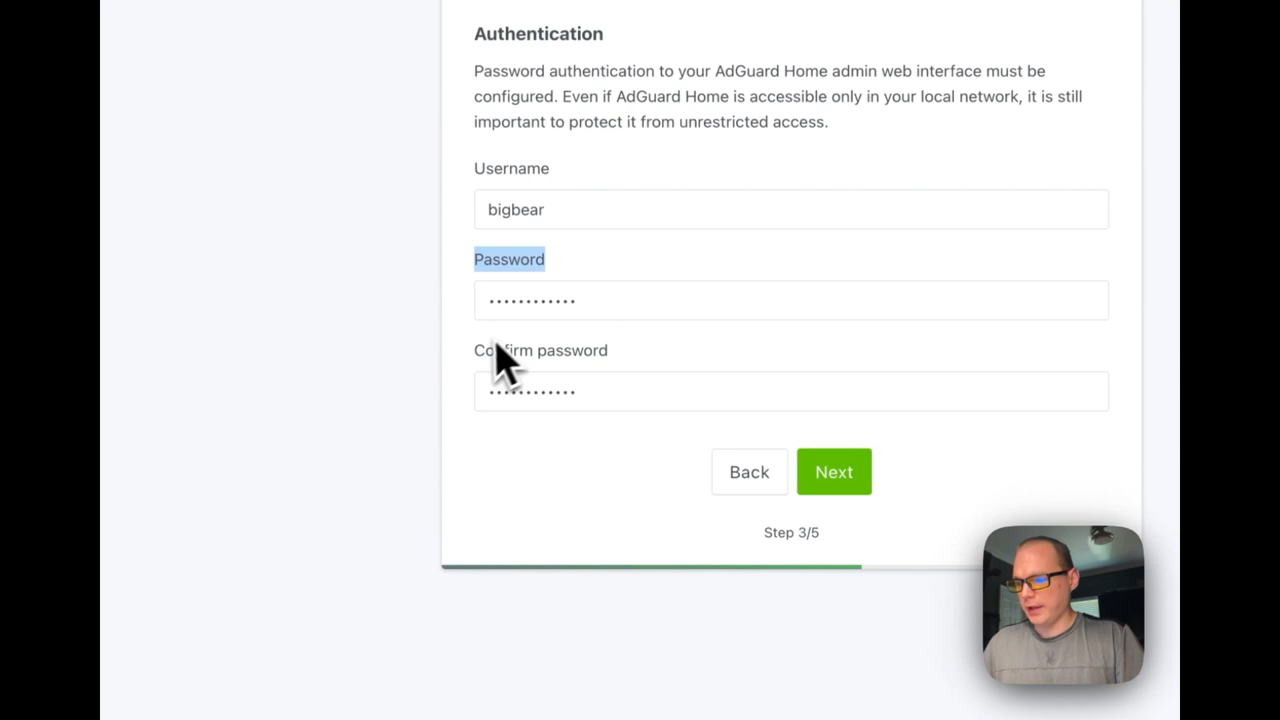 Authentication
Password authentication to your AdGuard Home admin web interface must be
configured. Even if AdGuard Home is accessible only in your local network, it is still
important to protect it from unrestricted access.
Username
bigbear
Password
••••••••••••
Confirm password
••••••••••••
Back Next
Step 3/5